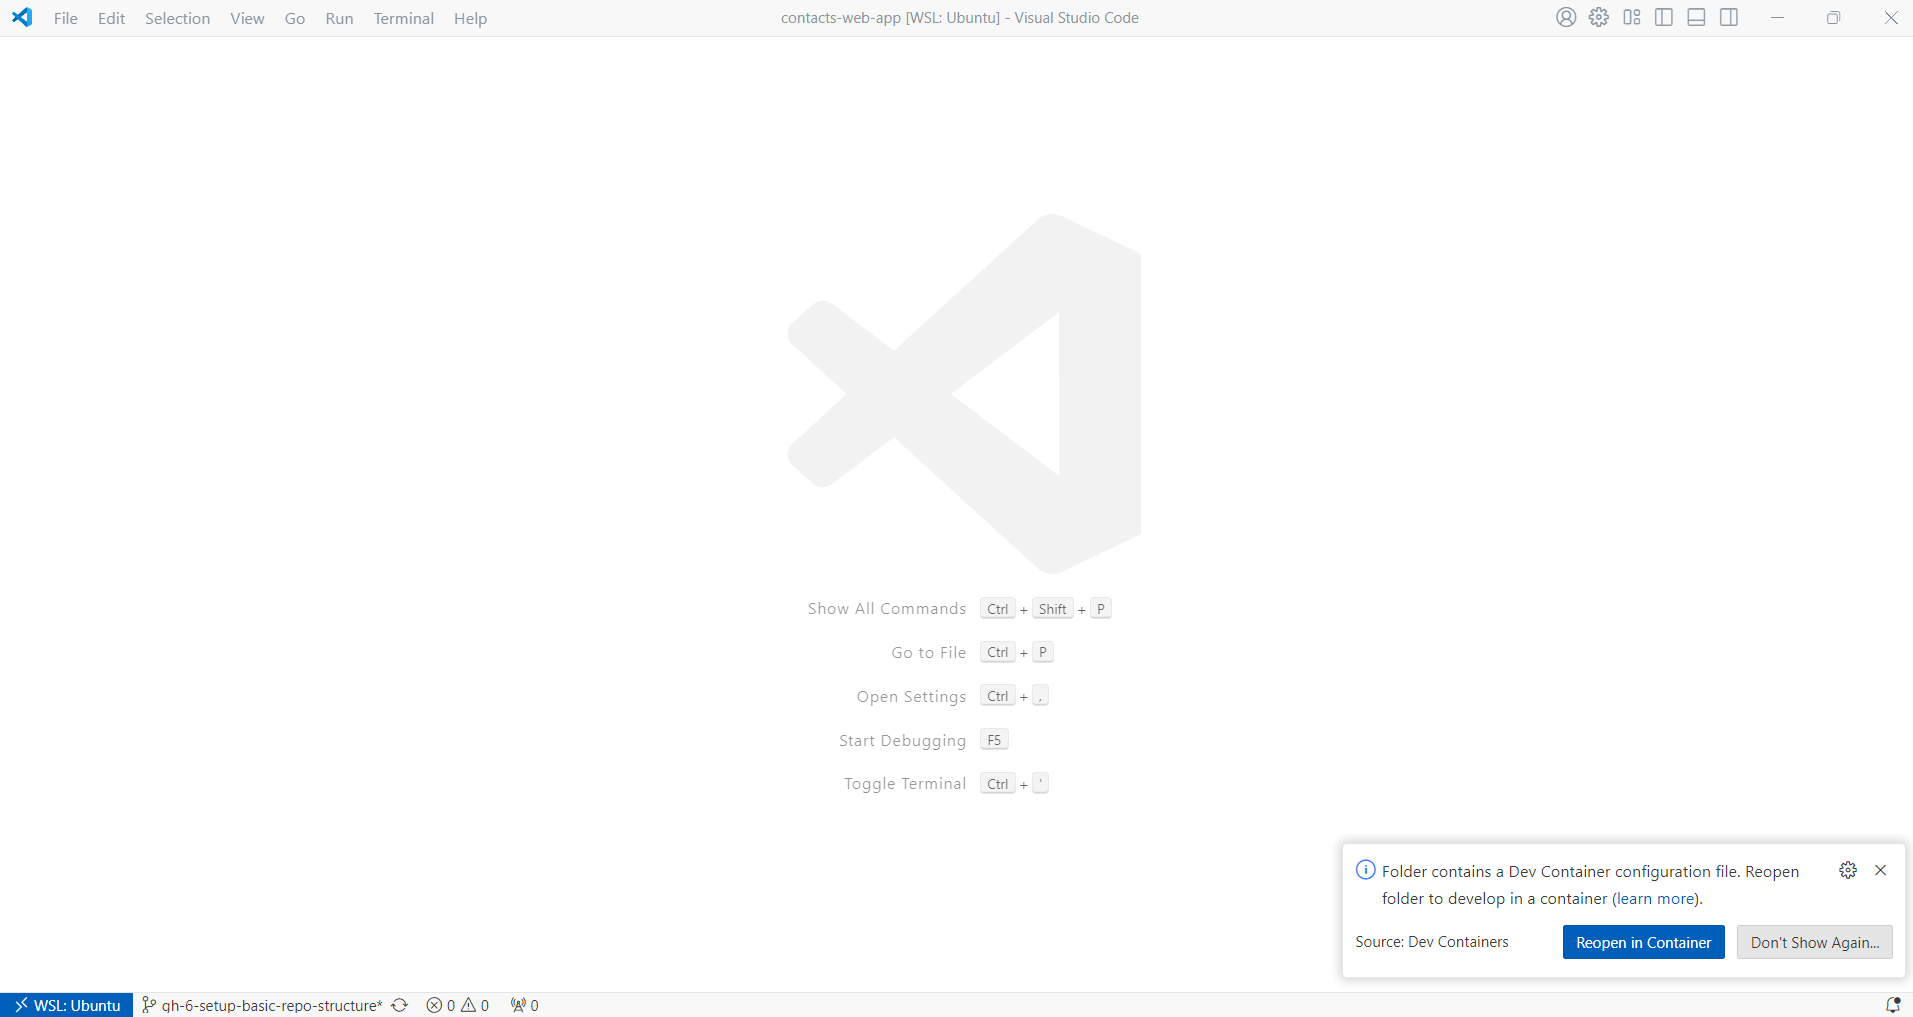 File Edit Selection View Go Run Terminal Help
contacts-web-app [WSL: Ubuntu] - Visual Studio Code
Show All Commands Ctrl + Shift + P
Go to File Ctrl + P
Open Settings Ctrl + ,
Start Debugging F5
Toggle Terminal Ctrl + '
Folder contains a Dev Container configuration file. Reopen
folder to develop in a container (learn more).
Source: Dev Containers Reopen in Container Don't Show Again...
WSL: Ubuntu gh-6-setup-basic-repo-structure* 0 0 0